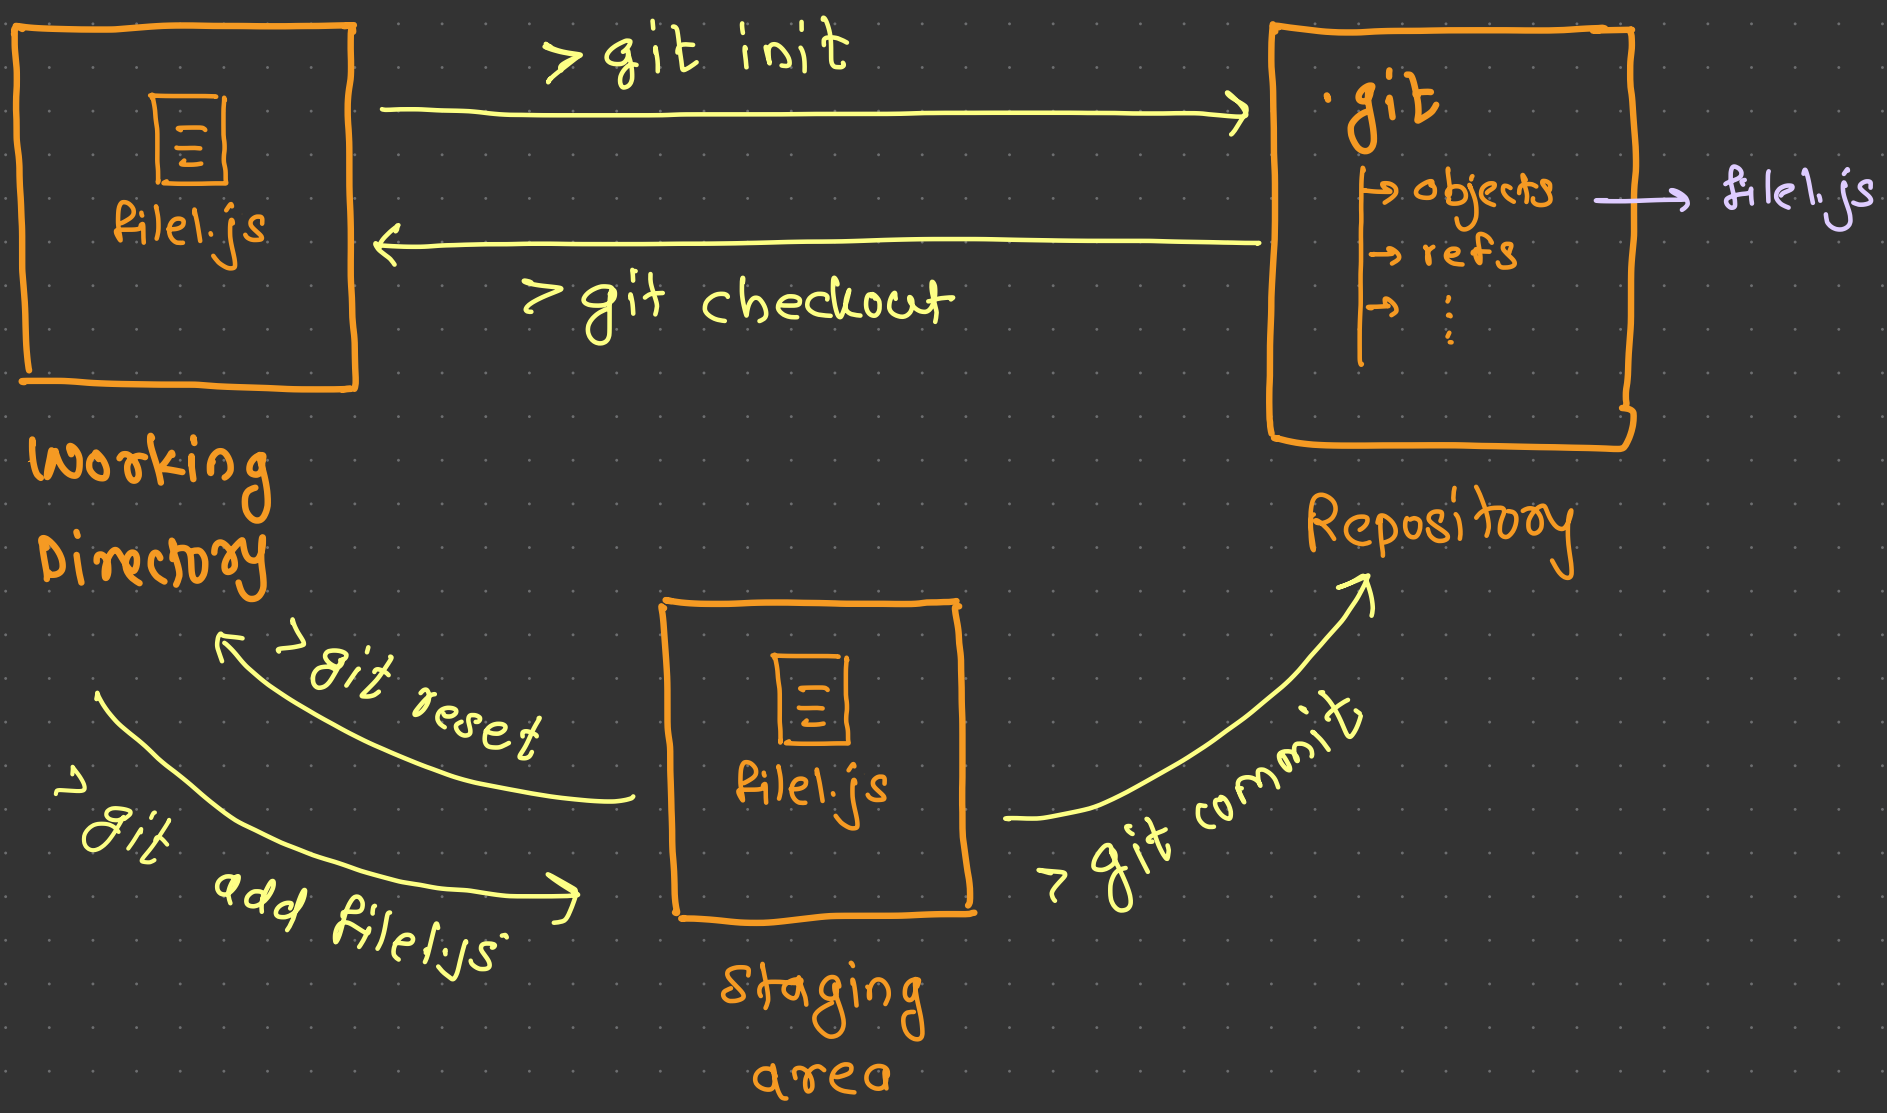 > git init
.git
objects
file1.js
refs
file1.js
> git checkout
Working
Directory
Repository
> git reset
> git add file1.js
file1.js
> git commit
Staging
area